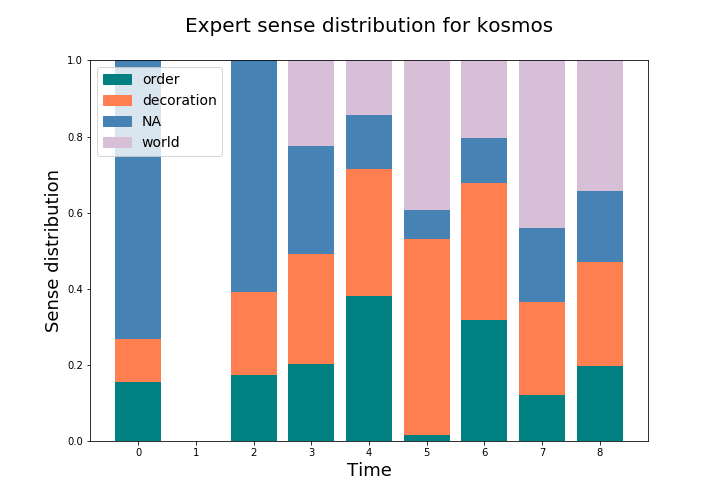 Expert sense distribution for kosmos
1.0
0.8
0.6
0.4
0.2
0.0
Sense distribution
order
decoration
NA
world
0 1 2 3 4 5 6 7 8
Time